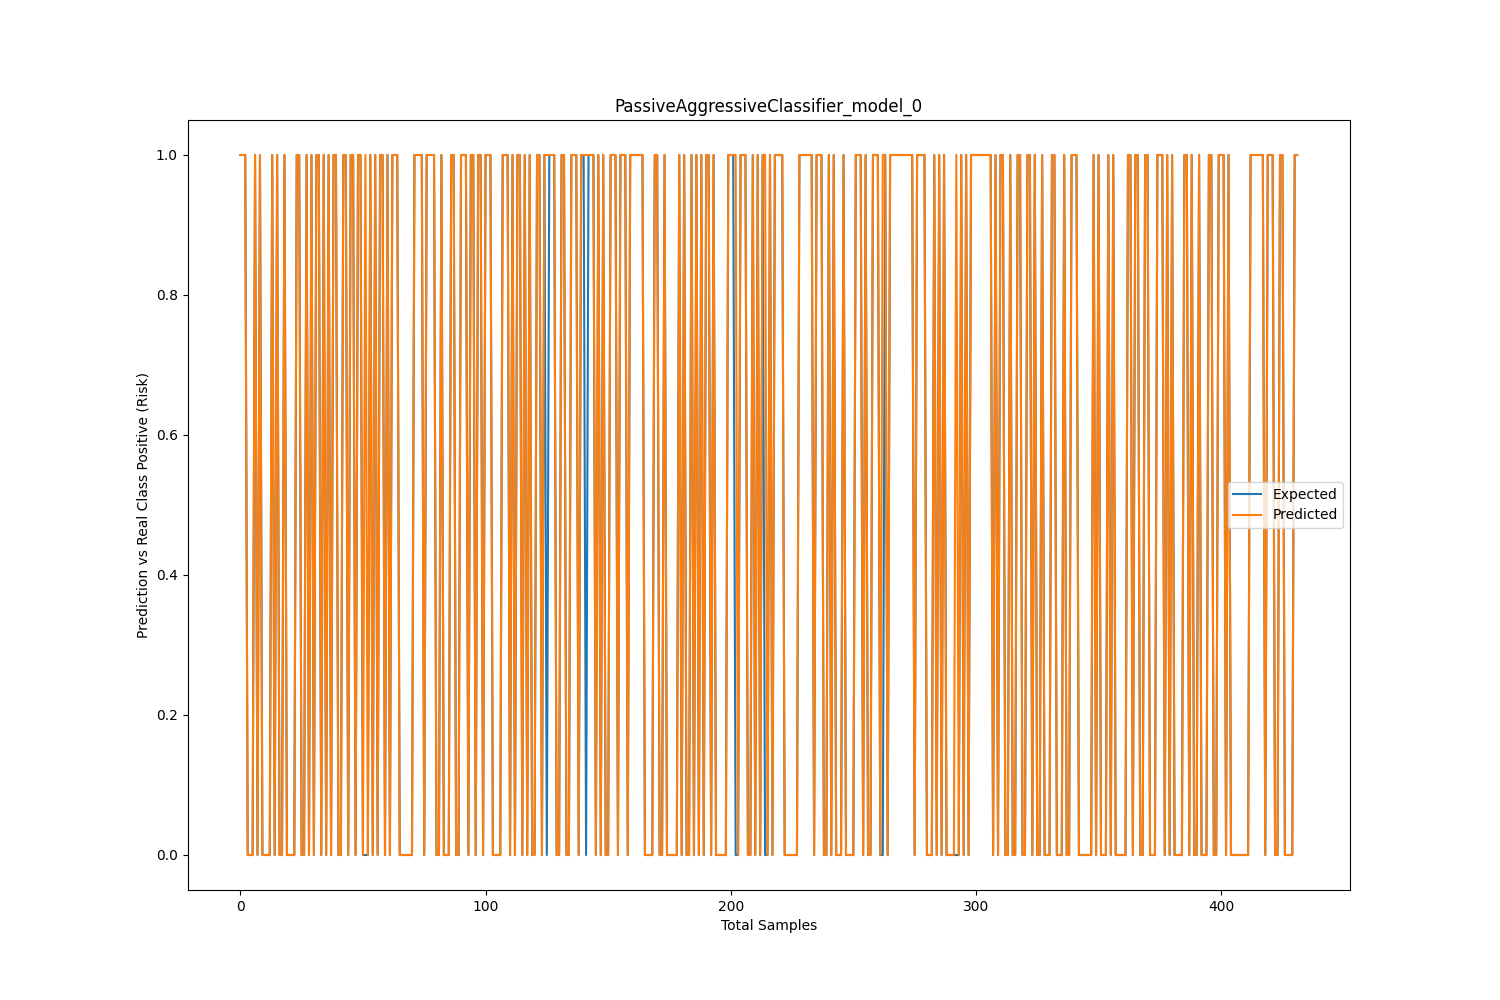 PassiveAggressiveClassifier_model_0
1.0
0.8
0.6
0.4
0.2
0.0
Prediction vs Real Class Positive (Risk)
Expected
Predicted
0
100
200
300
400
Total Samples